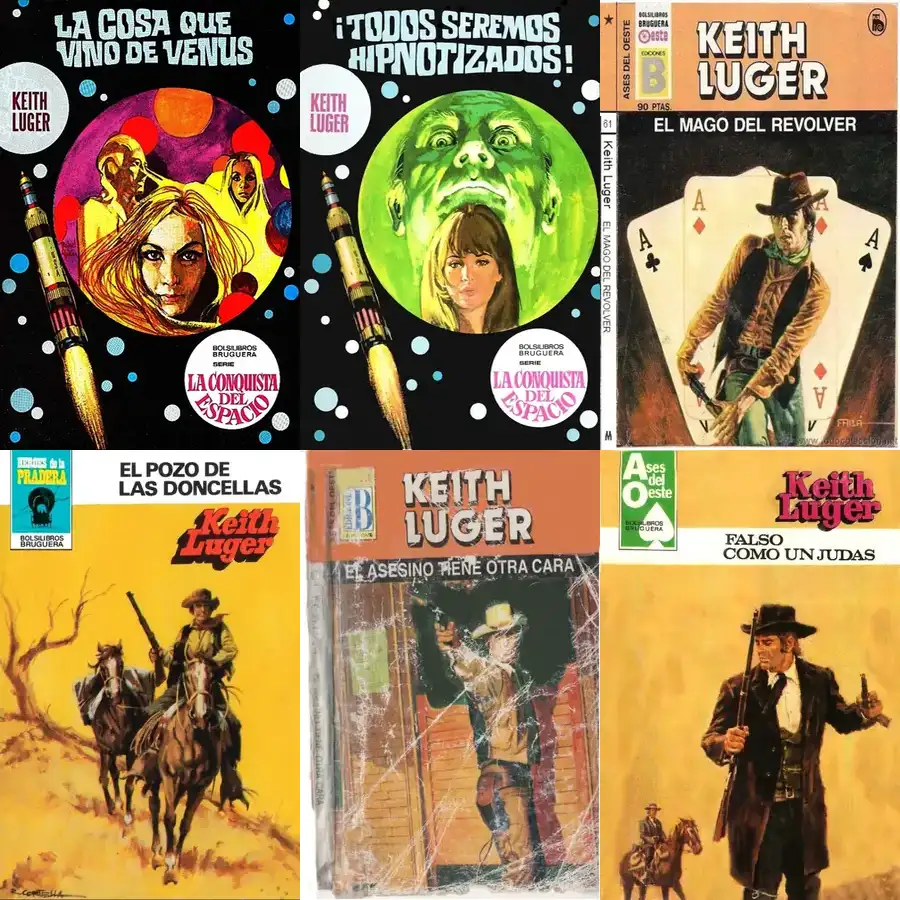 LA COSA QUE
VINO DE VENUS
KEITH
LUGER
BOLSILIBROS
BRUGUERA
SERIE
LA CONQUISTA
DEL
ESPACIO
¡TODOS SEREMOS
HIPNOTIZADOS!
KEITH
LUGER
BOLSILIBROS
BRUGUERA
SERIE
LA CONQUISTA
DEL
ESPACIO
ASES DEL OESTE
BOLSILIBROS
BRUGUERA
Oeste
EDICIONES
B
90 PTAS.
KEITH
LUGER
EL MAGO DEL REVOLVER
61
Keith Luger
EL MAGO DEL REVOLVER
A
A
A
A
HEROES de la
PRADERA
BOLSILIBROS
BRUGUERA
EL POZO DE
LAS DONCELLAS
Keith
Luger
B
KEITH
LUGER
EL ASESINO TIENE OTRA CARA
Ases
del
Oeste
AO
BOLSILIBROS
BRUGUERA
Keith
Luger
FALSO
COMO UN JUDAS